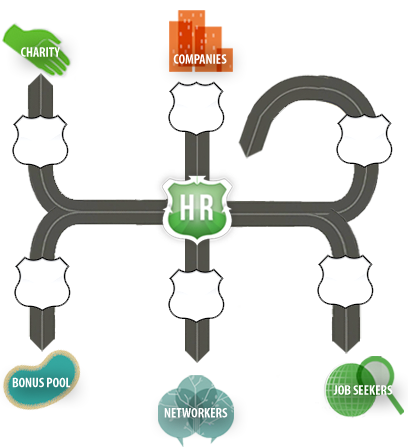 CHARITY
COMPANIES
HR
BONUS POOL
NETWORKERS
JOB SEEKERS